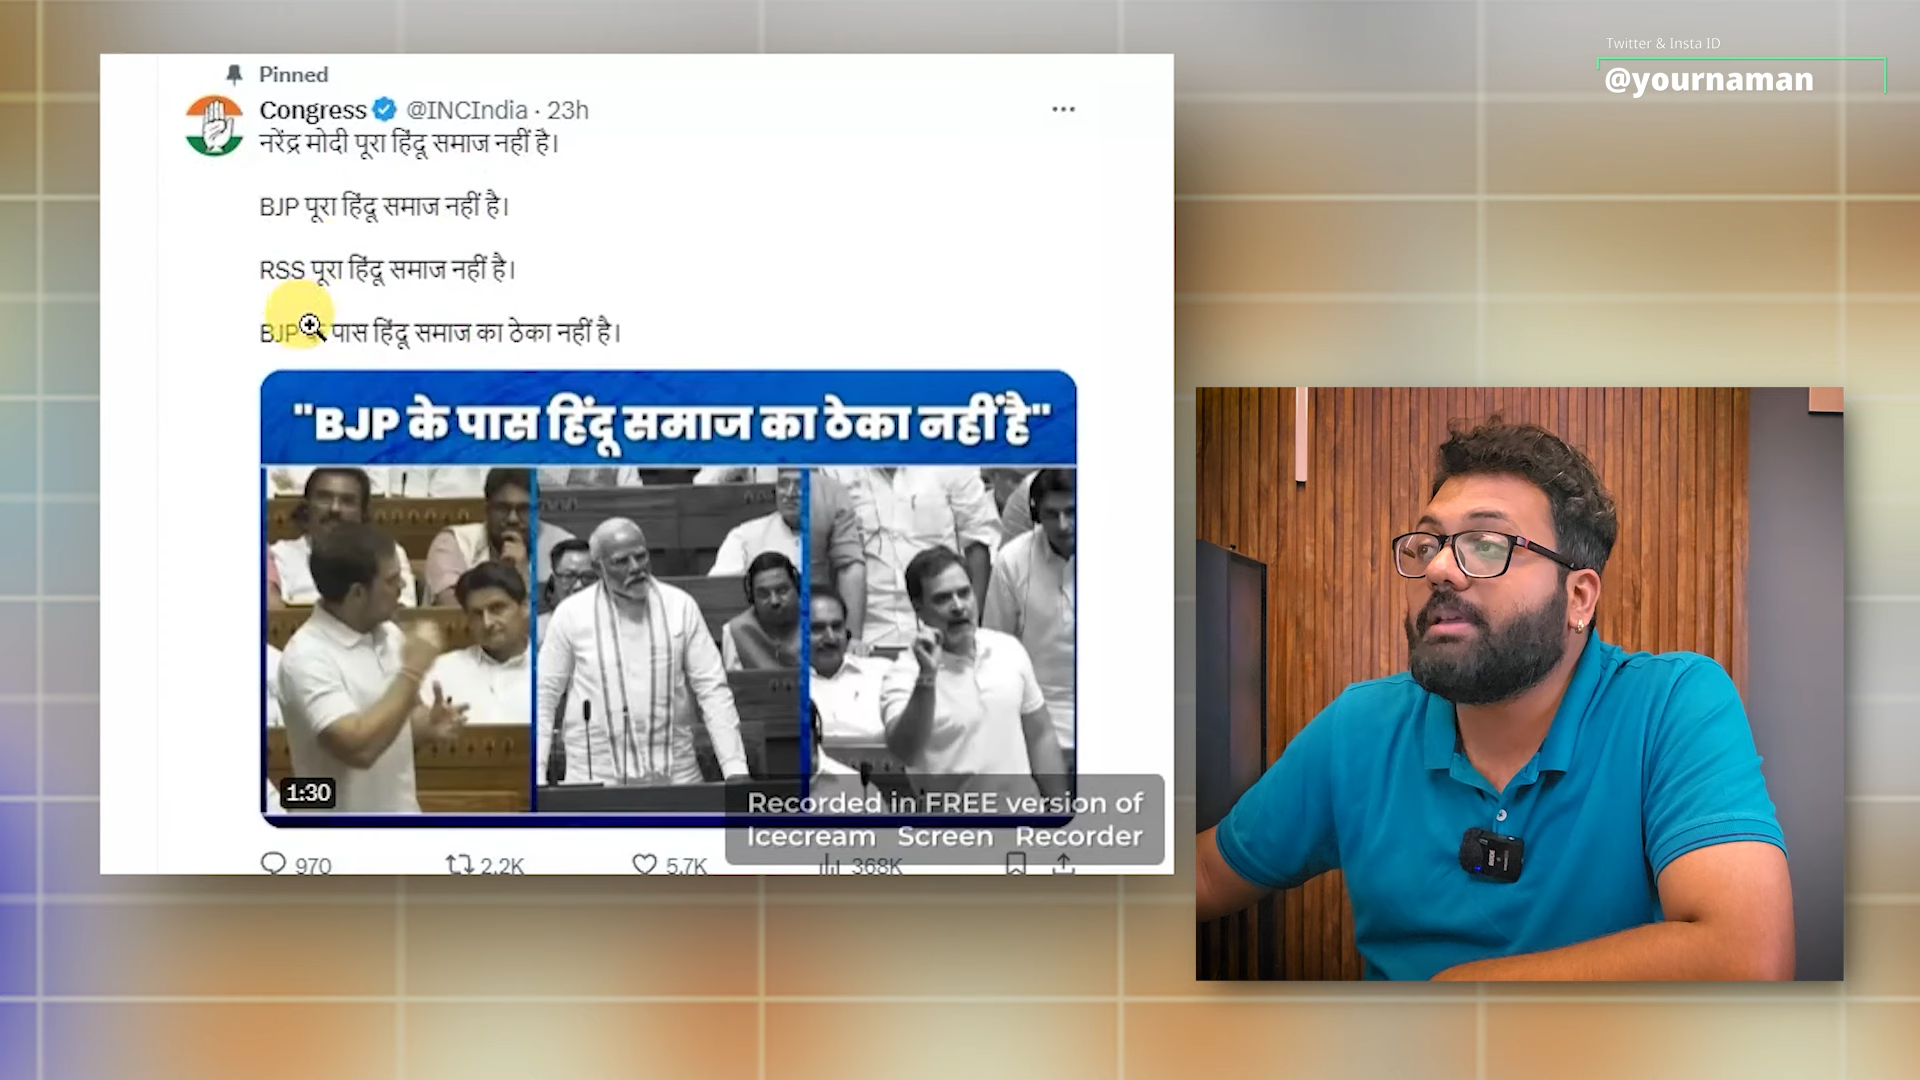 Twitter & Insta ID
@yournaman
Pinned
Congress @INCIndia · 23h
नरेंद्र मोदी पूरा हिंदू समाज नहीं है।
BJP पूरा हिंदू समाज नहीं है।
RSS पूरा हिंदू समाज नहीं है।
BJP के पास हिंदू समाज का ठेका नहीं है।
"BJP के पास हिंदू समाज का ठेका नहीं है"
1:30
Recorded in FREE version of
Icecream Screen Recorder
970 2.2K 5.7K 368K